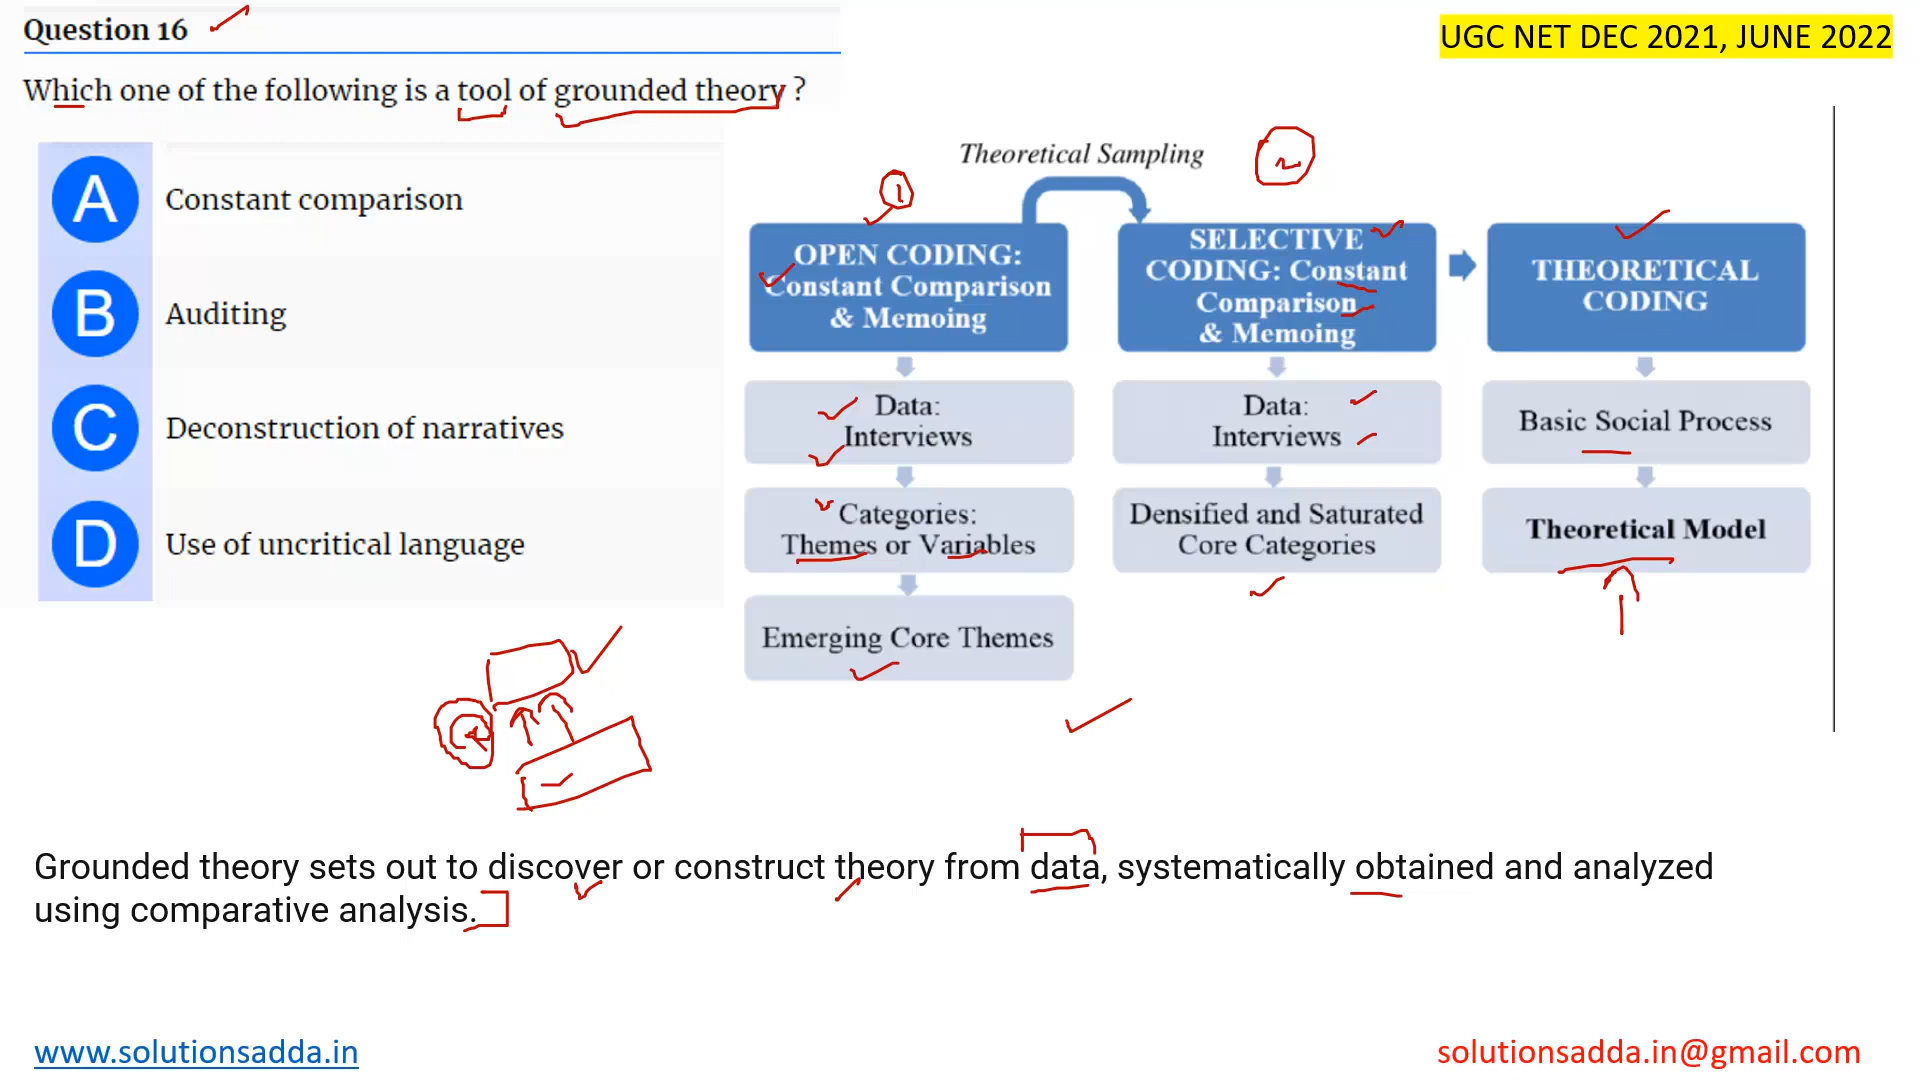 Question 16
UGC NET DEC 2021, JUNE 2022
Which one of the following is a tool of grounded theory ?
A Constant comparison
B Auditing
C Deconstruction of narratives
D Use of uncritical language
Theoretical Sampling
1
2
OPEN CODING:
Constant Comparison
& Memoing
Data:
Interviews
Categories:
Themes or Variables
Emerging Core Themes
SELECTIVE
CODING: Constant
Comparison
& Memoing
Data:
Interviews
Densified and Saturated
Core Categories
THEORETICAL
CODING
Basic Social Process
Theoretical Model
Grounded theory sets out to discover or construct theory from data, systematically obtained and analyzed
using comparative analysis.
www.solutionsadda.in
solutionsadda.in@gmail.com